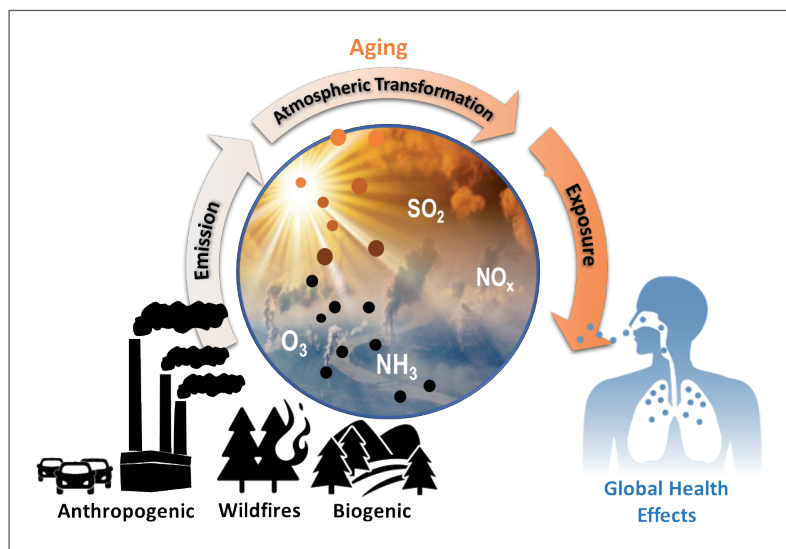 Aging
Atmospheric Transformation
Emission
Exposure
SO₂
NOₓ
O₃
NH₃
Anthropogenic
Wildfires
Biogenic
Global Health
Effects